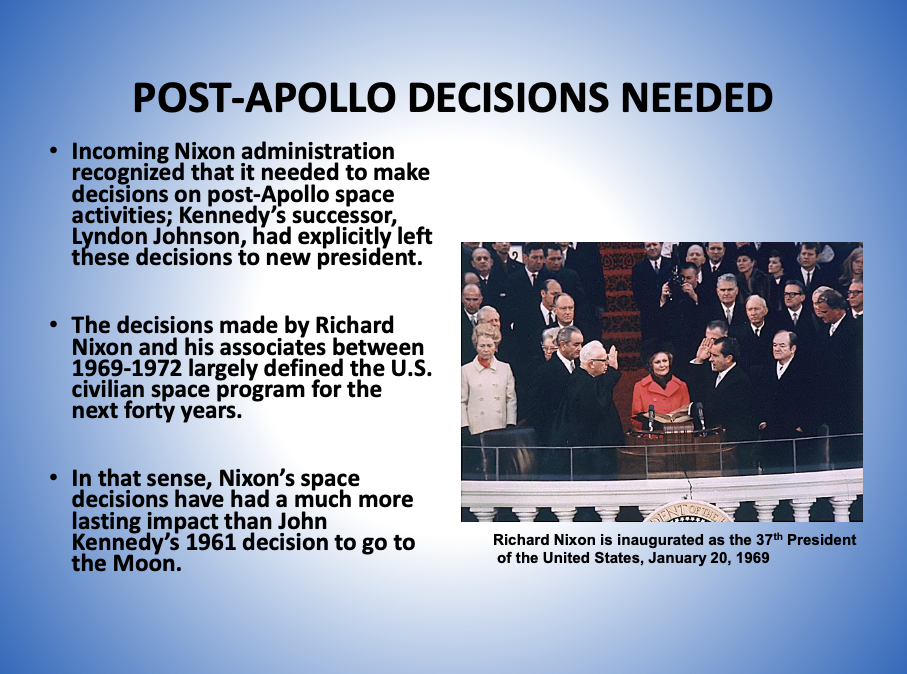 POST-APOLLO DECISIONS NEEDED
• Incoming Nixon administration
recognized that it needed to make
decisions on post-Apollo space
activities; Kennedy’s successor,
Lyndon Johnson, had explicitly left
these decisions to new president.
• The decisions made by Richard
Nixon and his associates between
1969-1972 largely defined the U.S.
civilian space program for the
next forty years.
• In that sense, Nixon’s space
decisions have had a much more
lasting impact than John
Kennedy’s 1961 decision to go to
the Moon.
ENT OF THE U
Richard Nixon is inaugurated as the 37th President
of the United States, January 20, 1969